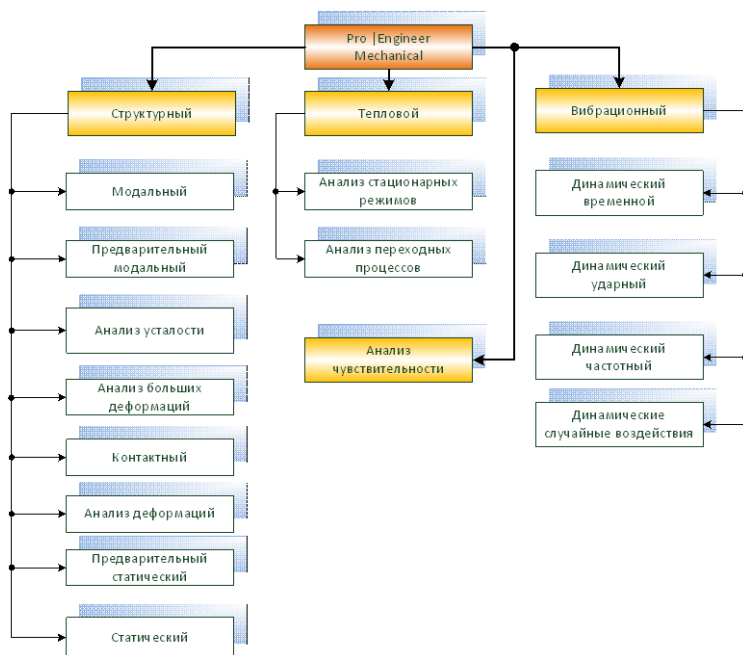 Pro |Engineer
Mechanical
Структурный
Модальный
Предварительный
модальный
Анализ усталости
Анализ больших
деформаций
Контактный
Анализ деформаций
Предварительный
статический
Статический
Тепловой
Анализ стационарных
режимов
Анализ переходных
процессов
Анализ
чувствительности
Вибрационный
Динамический
временной
Динамический
ударный
Динамический
частотный
Динамические
случайные воздействия